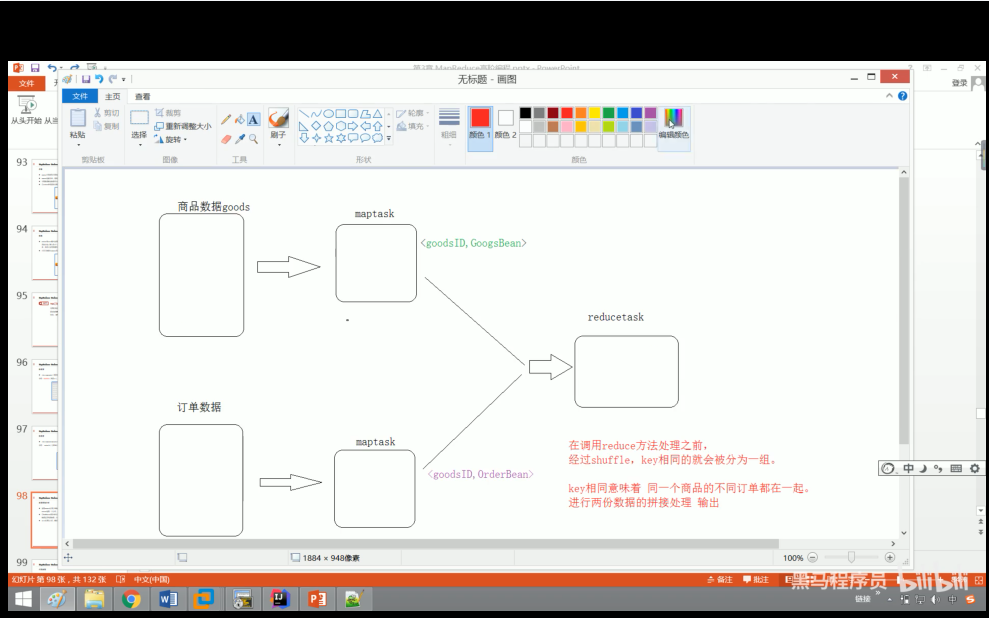 第3章 MapReduce高阶编程.pptx - PowerPoint
文件
登录
从头开始
无标题 - 画图
文件 主页 查看
粘贴
剪切
复制
剪贴板
选择
裁剪
重新调整大小
旋转
图像
A
工具
刷子
轮廓
填充
形状
粗细
颜色 1
颜色 2
编辑颜色
颜色
93
94
95
96
97
98
99
商品数据goods
maptask
<goodsID,GoogsBean>
reducetask
订单数据
maptask
<goodsID,OrderBean>
在调用reduce方法处理之前,
经过shuffle, key相同的就会被分为一组。
key相同意味着 同一个商品的不同订单都在一起。
进行两份数据的拼接处理 输出
中
1884 × 948像素
100%
幻灯片 第 98 张, 共 132 张 中文(中国)
备注 批注
黑马程序员 bilibili
链接
中